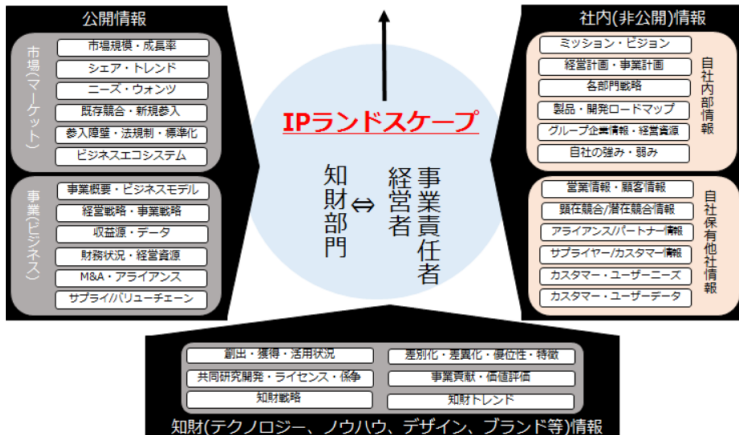 公開情報
市場(マーケット)
市場規模・成長率
シェア・トレンド
ニーズ・ウォンツ
既存競合・新規参入
参入障壁・法規制・標準化
ビジネスエコシステム
事業(ビジネス)
事業概要・ビジネスモデル
経営戦略・事業戦略
収益源・データ
財務状況・経営資源
M&A・アライアンス
サプライ/バリューチェーン
IPランドスケープ
知財部門
⇔
経営者
事業責任者
社内(非公開)情報
ミッション・ビジョン
経営計画・事業計画
各部門戦略
製品・開発ロードマップ
グループ企業情報・経営資源
自社の強み・弱み
自社内部情報
営業情報・顧客情報
顕在競合/潜在競合情報
アライアンス/パートナー情報
サプライヤー/カスタマー情報
カスタマー・ユーザーニーズ
カスタマー・ユーザーデータ
自社保有他社情報
創出・獲得・活用状況
共同研究開発・ライセンス・係争
知財戦略
差別化・差異化・優位性・特徴
事業貢献・価値評価
知財トレンド
知財(テクノロジー、ノウハウ、デザイン、ブランド等)情報